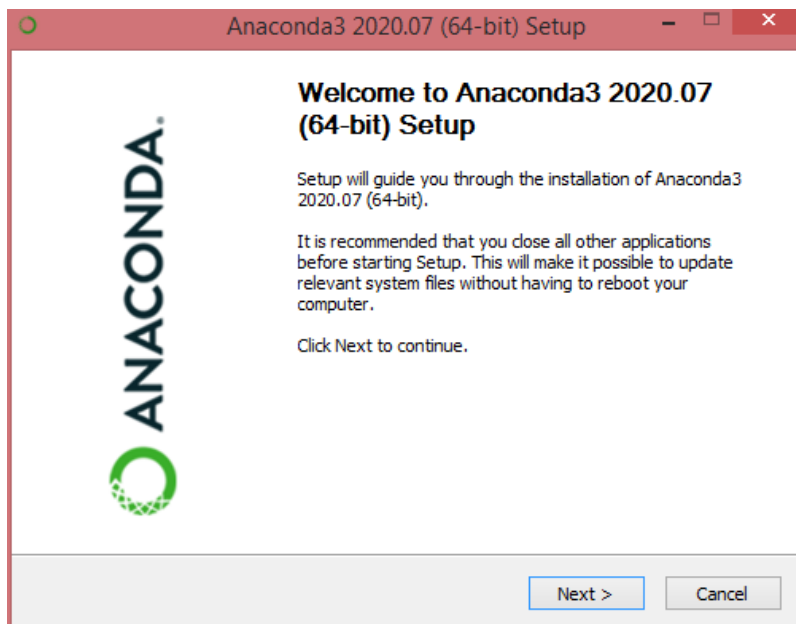 Anaconda3 2020.07 (64-bit) Setup
Welcome to Anaconda3 2020.07
(64-bit) Setup
Setup will guide you through the installation of Anaconda3
2020.07 (64-bit).
It is recommended that you close all other applications
before starting Setup. This will make it possible to update
relevant system files without having to reboot your
computer.
Click Next to continue.
ANACONDA.
Next >
Cancel